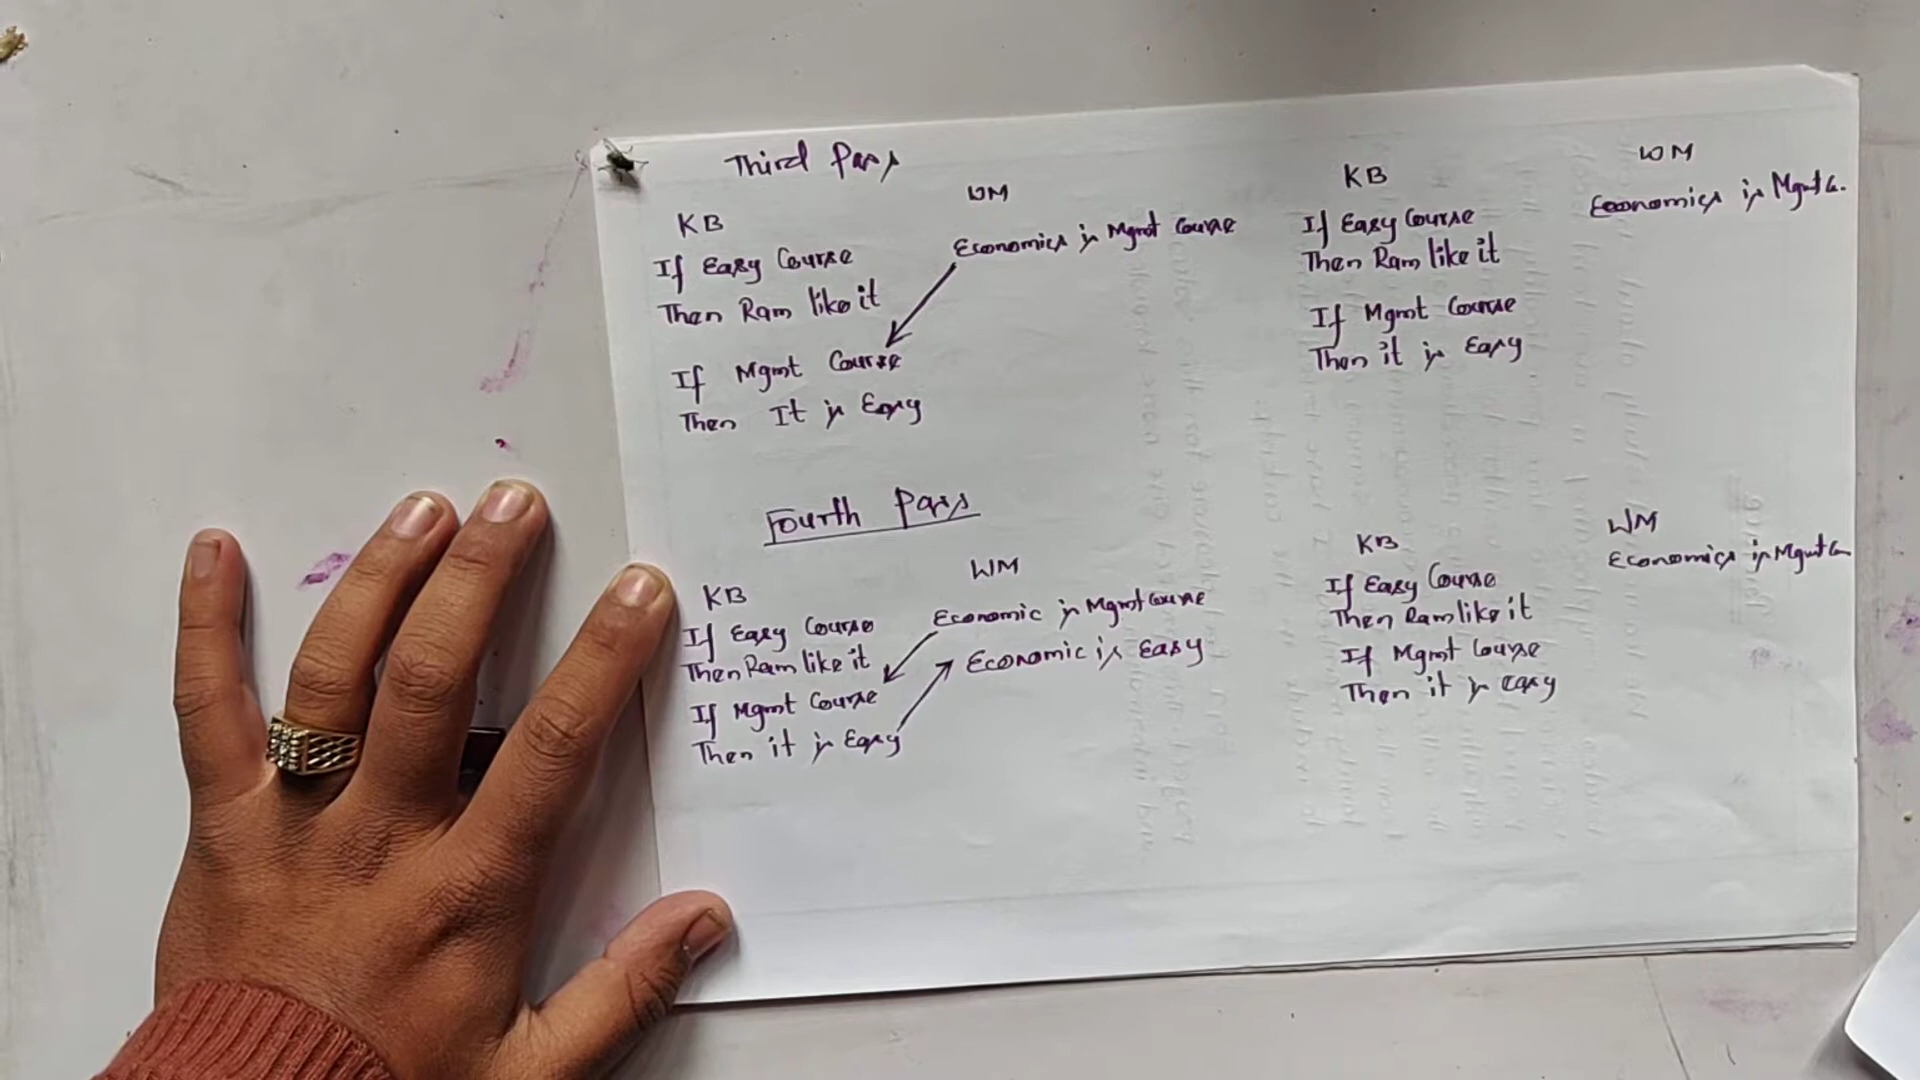 Third Pass
KB
WM
If Easy Course
Then Ram like it
If Mgmt Course
Then It is Easy
Economics is Mgmt Course
KB
WM
If Easy Course
Then Ram like it
If Mgmt Course
Then it is Easy
Economics is Mgmt C.
Fourth Pass
KB
WM
If Easy Course
Then Ram like it
If Mgmt Course
Then it is Easy
Economic is Mgmt Course
Economic is Easy
KB
WM
If Easy Course
Then Ram like it
If Mgmt Course
Then it is easy
Economics is Mgmt C